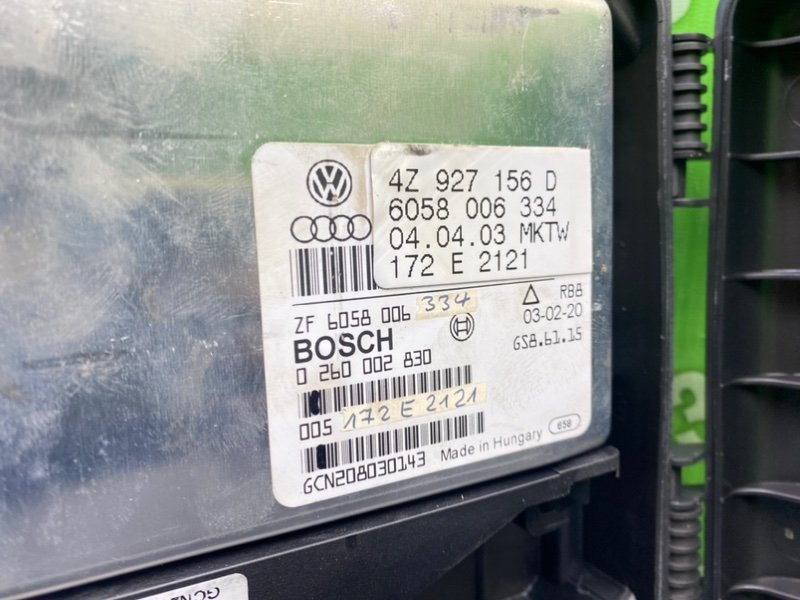 4Z 927 156 D
6058 006 334
04.04.03 MKTW
172 E 2121
ZF 6058 006 334
RB8
03-02-20
BOSCH
GS8.61.15
0 260 002 830
005 172 E 2121
658
Made in Hungary
GCN208030143